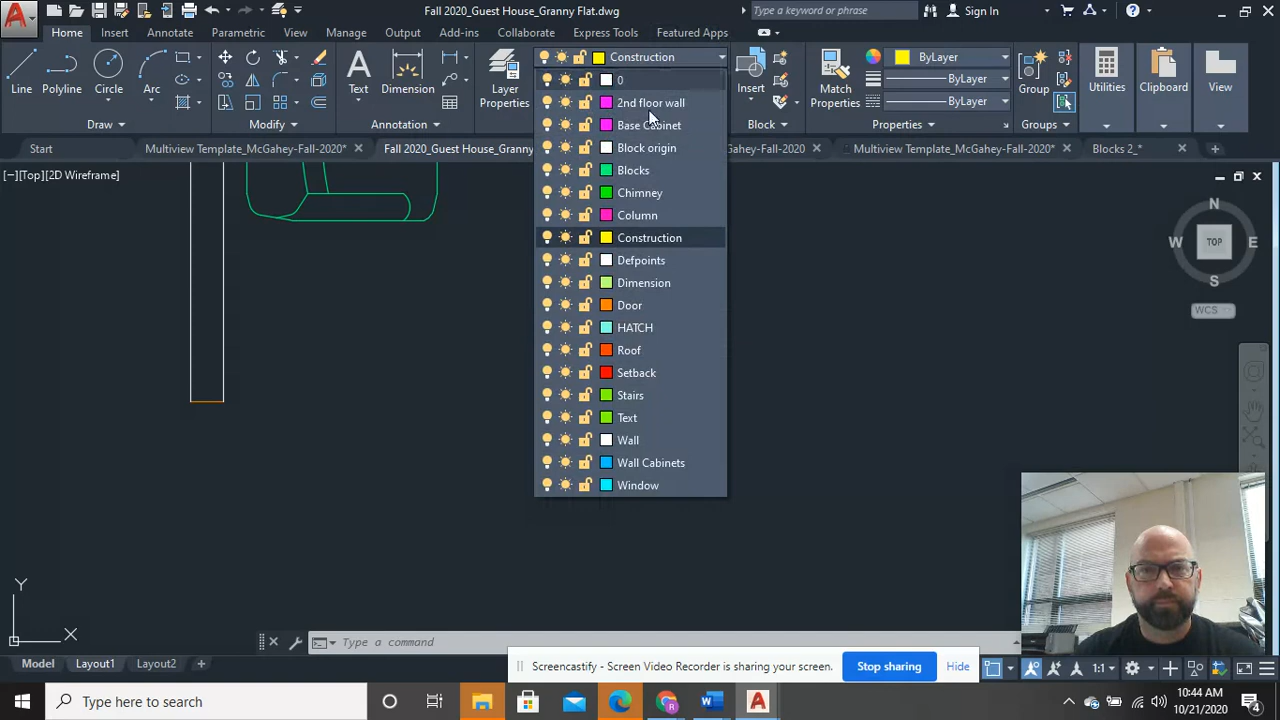 Fall 2020_Guest House_Granny Flat.dwg
Type a keyword or phrase
Sign In
Home
Insert
Annotate
Parametric
View
Manage
Output
Add-ins
Collaborate
Express Tools
Featured Apps
Line
Polyline
Circle
Arc
Text
Dimension
Layer
Properties
Construction
Insert
Match
Properties
ByLayer
ByLayer
ByLayer
Group
Utilities
Clipboard
View
Draw
Modify
Annotation
Block
Properties
Groups
Start
Multiview Template_McGahey-Fall-2020*
Fall 2020_Guest House_Granny
Gahey-Fall-2020
Multiview Template_McGahey-Fall-2020*
Blocks 2_*
[−][Top][2D Wireframe]
0
2nd floor wall
Base Cabinet
Block origin
Blocks
Chimney
Column
Construction
Defpoints
Dimension
Door
HATCH
Roof
Setback
Stairs
Text
Wall
Wall Cabinets
Window
N
W
TOP
E
S
WCS
Y
X
Type a command
Model
Layout1
Layout2
1:1
Screencastify - Screen Video Recorder is sharing your screen.
Stop sharing
Hide
Type here to search
10:44 AM
10/21/2020
4